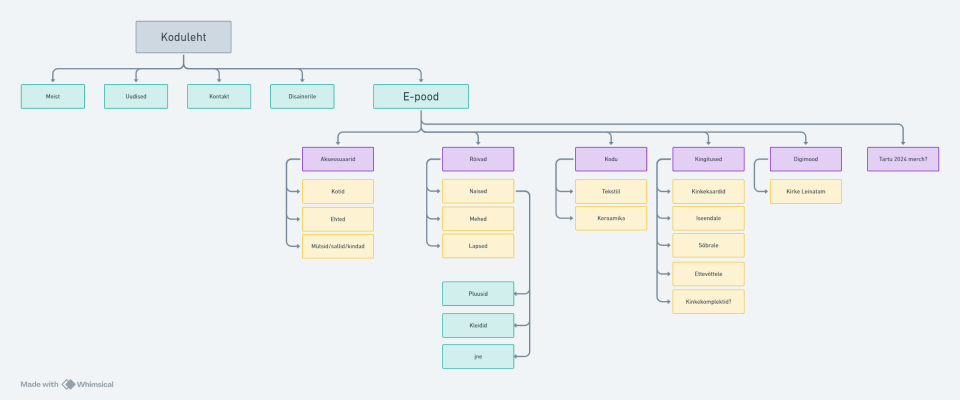 Koduleht
Meist
Uudised
Kontakt
Disainerile
E-pood
Aksessuaarid
Rõivad
Kodu
Kingitused
Digimood
Tartu 2024 merch?
Kotid
Naised
Tekstiil
Kinkekaardid
Kirke Leinatam
Ehted
Mehed
Keraamika
Iseendale
Mütsid/sallid/kindad
Lapsed
Sõbrale
Ettevõttele
Pluusid
Kinkekomplektid?
Kleidid
jne
Made with Whimsical